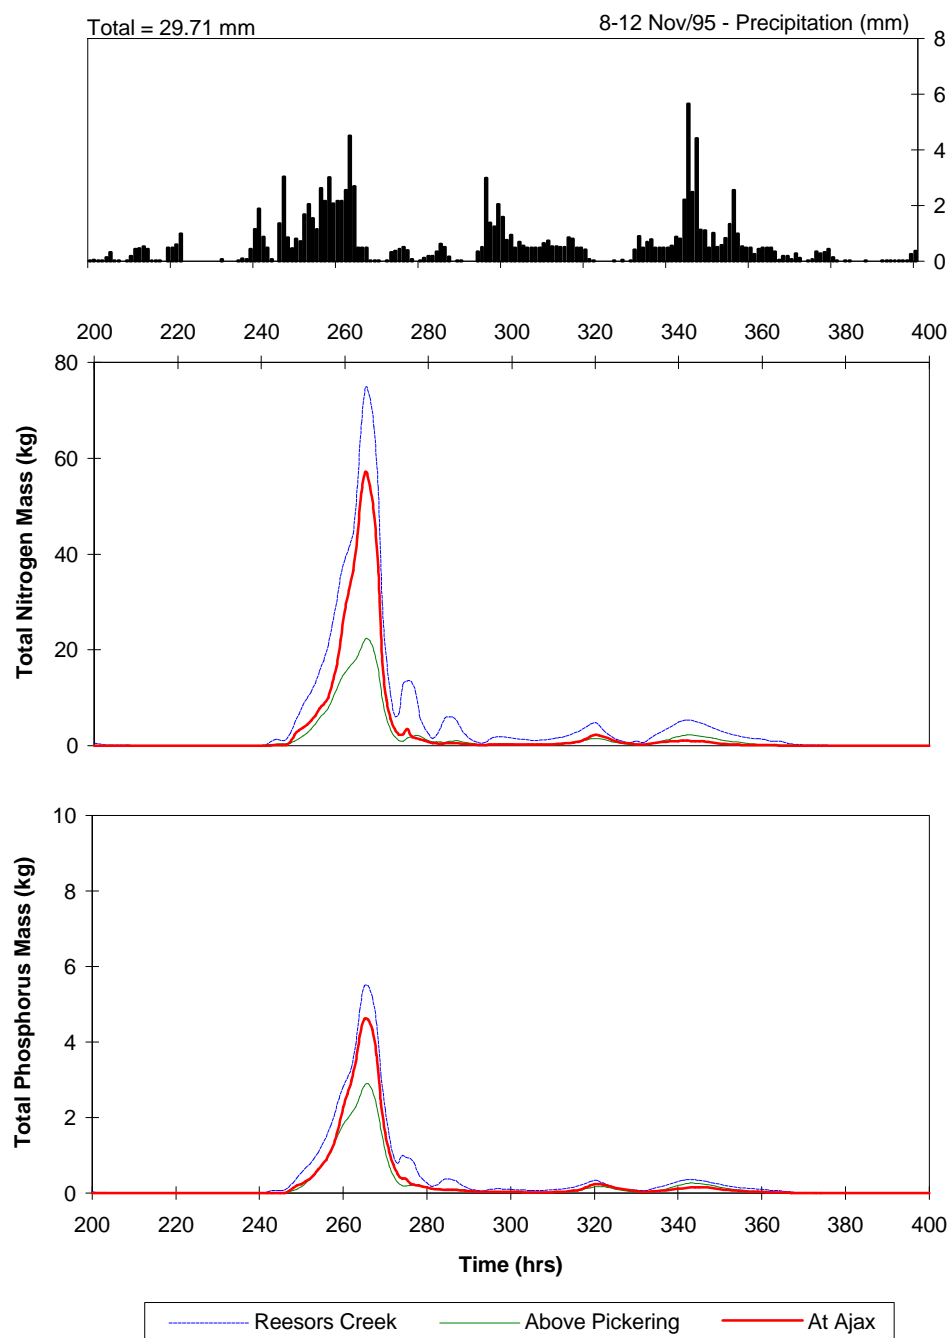 Total = 29.71 mm
8-12 Nov/95 - Precipitation (mm)
8
6
4
2
0
200 220 240 260 280 300 320 340 360 380 400
80
60
40
20
0
Total Nitrogen Mass (kg)
10
8
6
4
2
0
Total Phosphorus Mass (kg)
200 220 240 260 280 300 320 340 360 380 400
Time (hrs)
Reesors Creek Above Pickering At Ajax